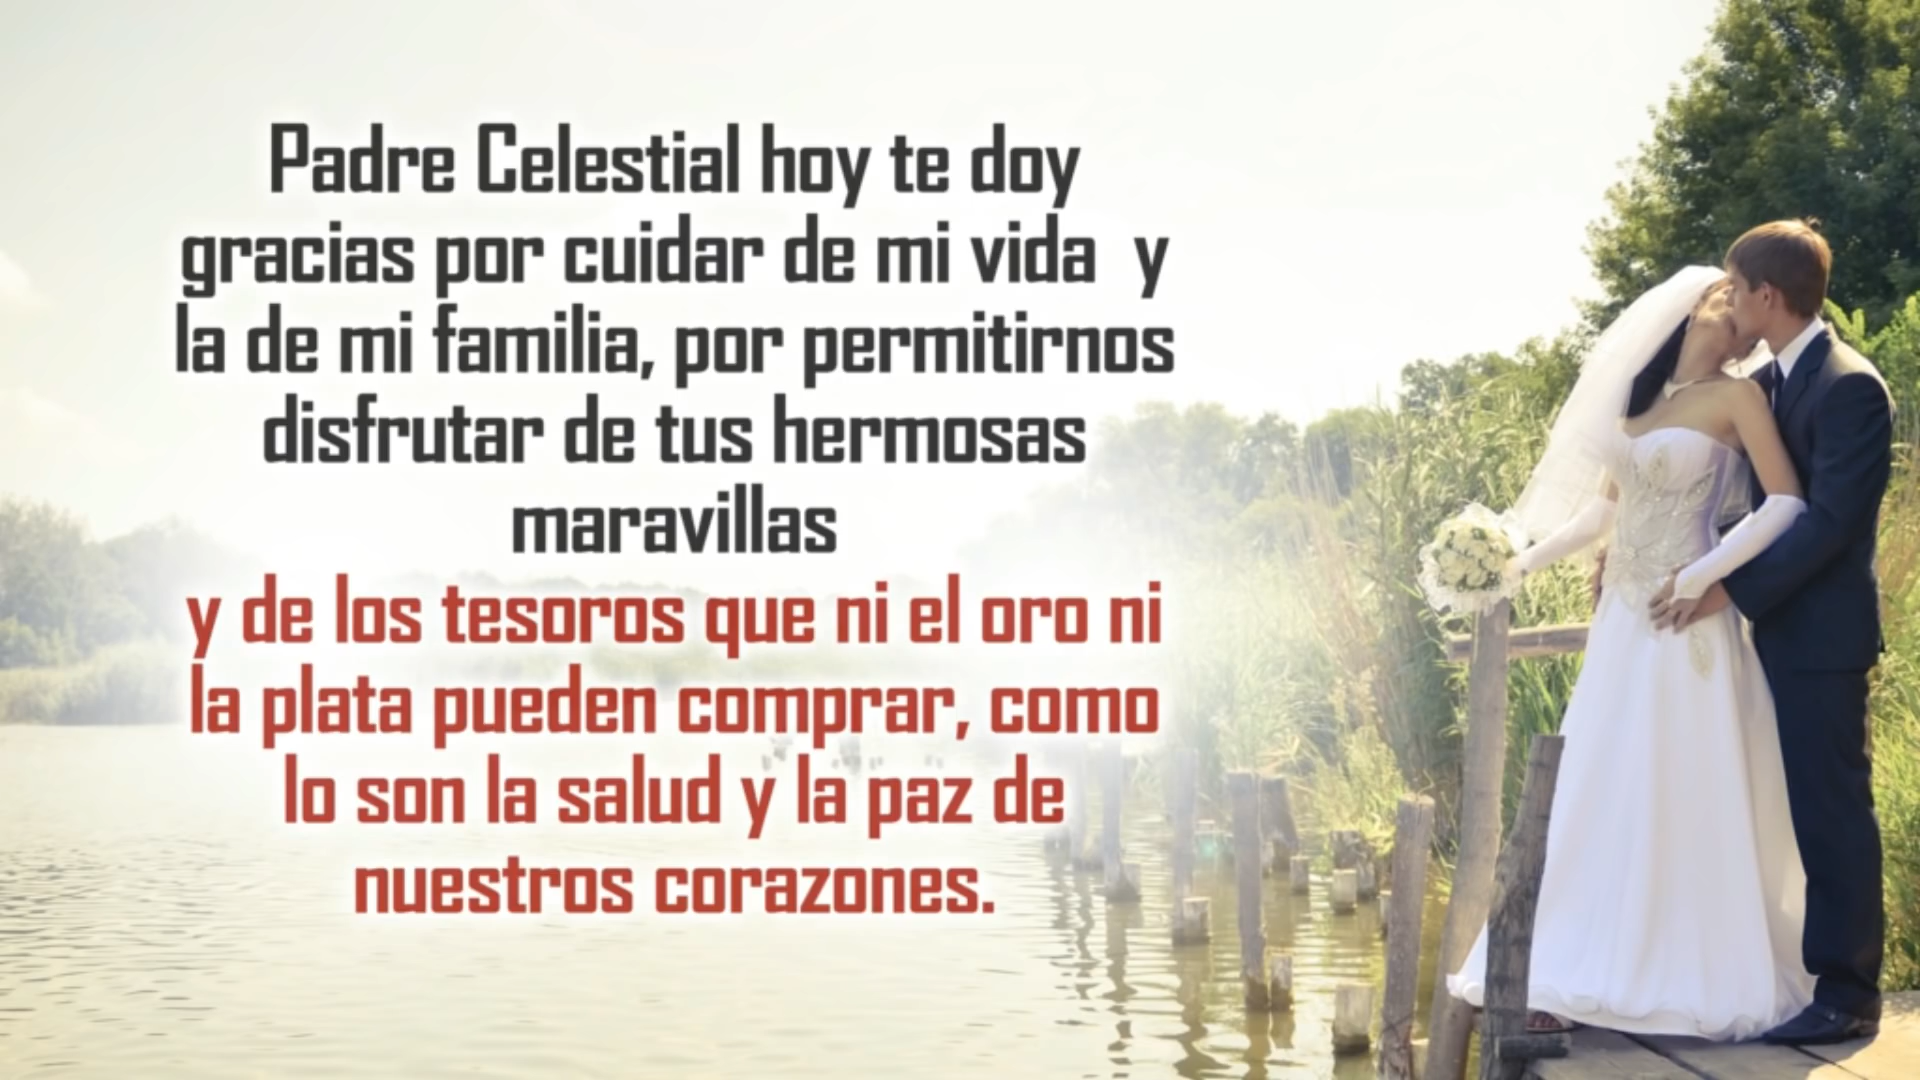 Padre Celestial hoy te doy
gracias por cuidar de mi vida  y
la de mi familia, por permitirnos
disfrutar de tus hermosas
maravillas
y de los tesoros que ni el oro ni
la plata pueden comprar, como
lo son la salud y la paz de
nuestros corazones.